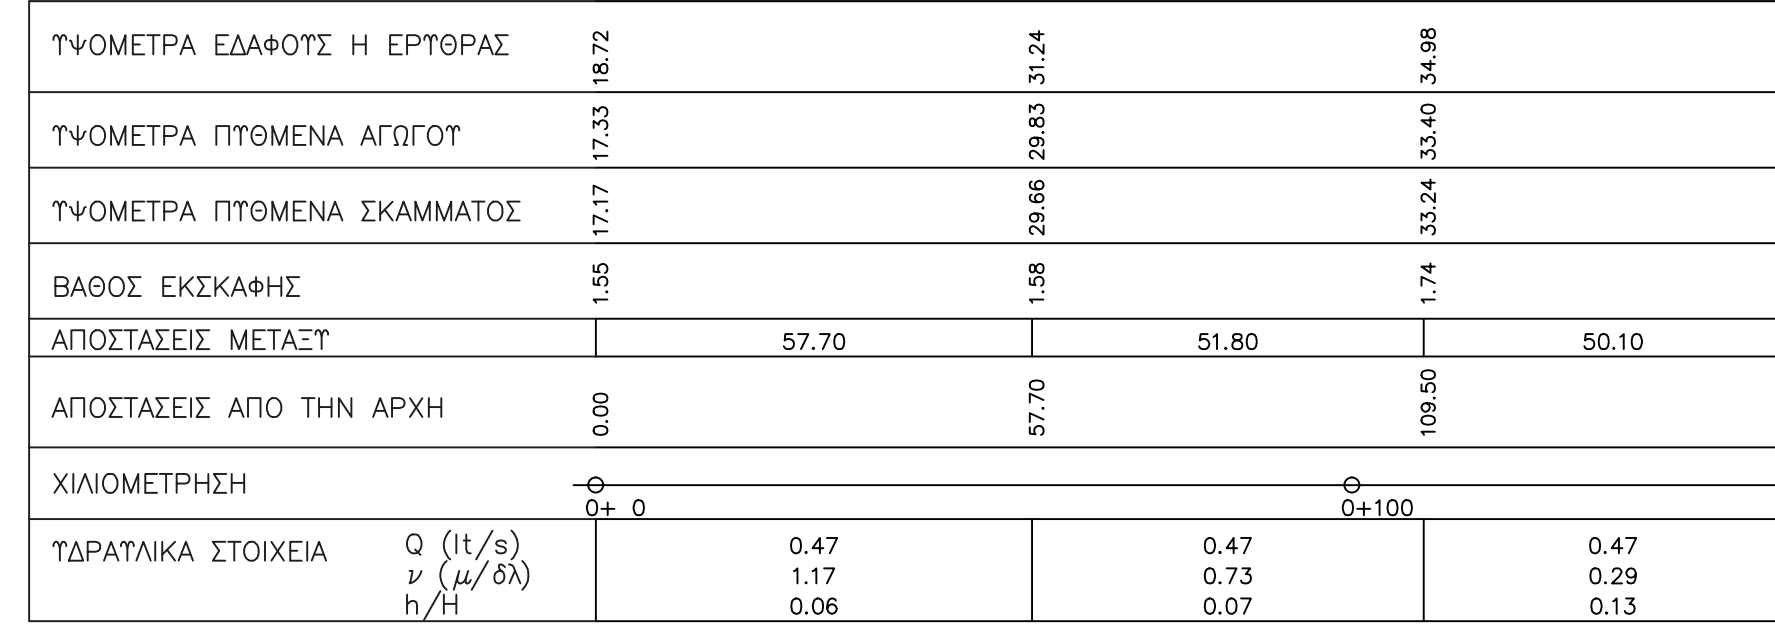 ΥΨΟΜΕΤΡΑ ΕΔΑΦΟΥΣ Η ΕΡΥΘΡΑΣ 18.72 31.24 34.98
ΥΨΟΜΕΤΡΑ ΠΥΘΜΕΝΑ ΑΓΩΓΟΥ 17.33 29.83 33.40
ΥΨΟΜΕΤΡΑ ΠΥΘΜΕΝΑ ΣΚΑΜΜΑΤΟΣ 17.17 29.66 33.24
ΒΑΘΟΣ ΕΚΣΚΑΦΗΣ 1.55 1.58 1.74
ΑΠΟΣΤΑΣΕΙΣ ΜΕΤΑΞΥ 57.70 51.80 50.10
ΑΠΟΣΤΑΣΕΙΣ ΑΠΟ ΤΗΝ ΑΡΧΗ 0.00 57.70 109.50
ΧΙΛΙΟΜΕΤΡΗΣΗ
0+ 0 0+100
ΥΔΡΑΥΛΙΚΑ ΣΤΟΙΧΕΙΑ Q (lt/s) 0.47 0.47 0.47
ν (μ/δλ) 1.17 0.73 0.29
h/H 0.06 0.07 0.13